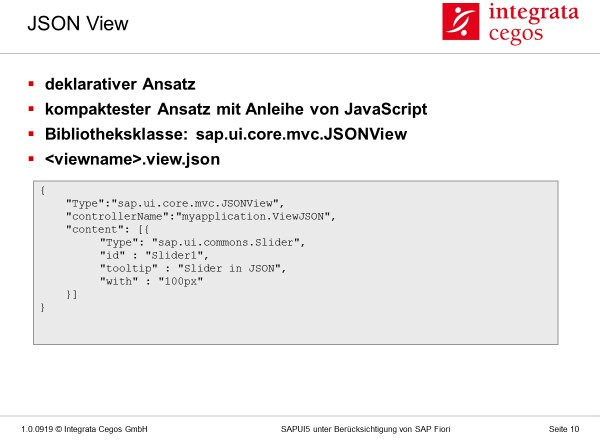 JSON View
integrata
cegos
deklarativer Ansatz
kompaktester Ansatz mit Anleihe von JavaScript
Bibliotheksklasse: sap.ui.core.mvc.JSONView
<viewname>.view.json
{
"Type":"sap.ui.core.mvc.JSONView",
"controllerName":"myapplication.ViewJSON",
"content": [{
"Type": "sap.ui.commons.Slider",
"id" : "Slider1",
"tooltip" : "Slider in JSON",
"with" : "100px"
}]
}
1.0.0919 © Integrata Cegos GmbH
SAPUI5 unter Berücksichtigung von SAP Fiori
Seite 10